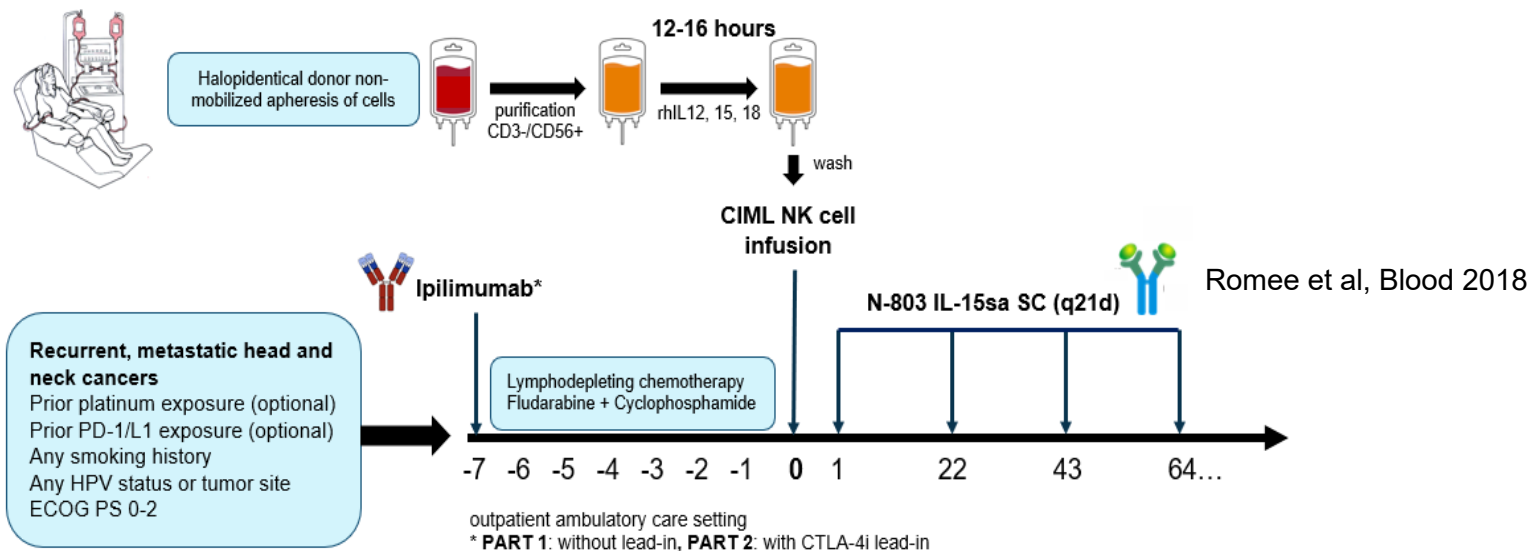 12-16 hours
Halopidentical donor non-
mobilized apheresis of cells
purification
CD3-/CD56+
rhIL12, 15, 18
wash
CIML NK cell
infusion
Ipilimumab*
N-803 IL-15sa SC (q21d)
Romee et al, Blood 2018
Recurrent, metastatic head and
neck cancers
Prior platinum exposure (optional)
Prior PD-1/L1 exposure (optional)
Any smoking history
Any HPV status or tumor site
ECOG PS 0-2
Lymphodepleting chemotherapy
Fludarabine + Cyclophosphamide
-7 -6 -5 -4 -3 -2 -1 0 1 22 43 64…
outpatient ambulatory care setting
* PART 1: without lead-in, PART 2: with CTLA-4i lead-in